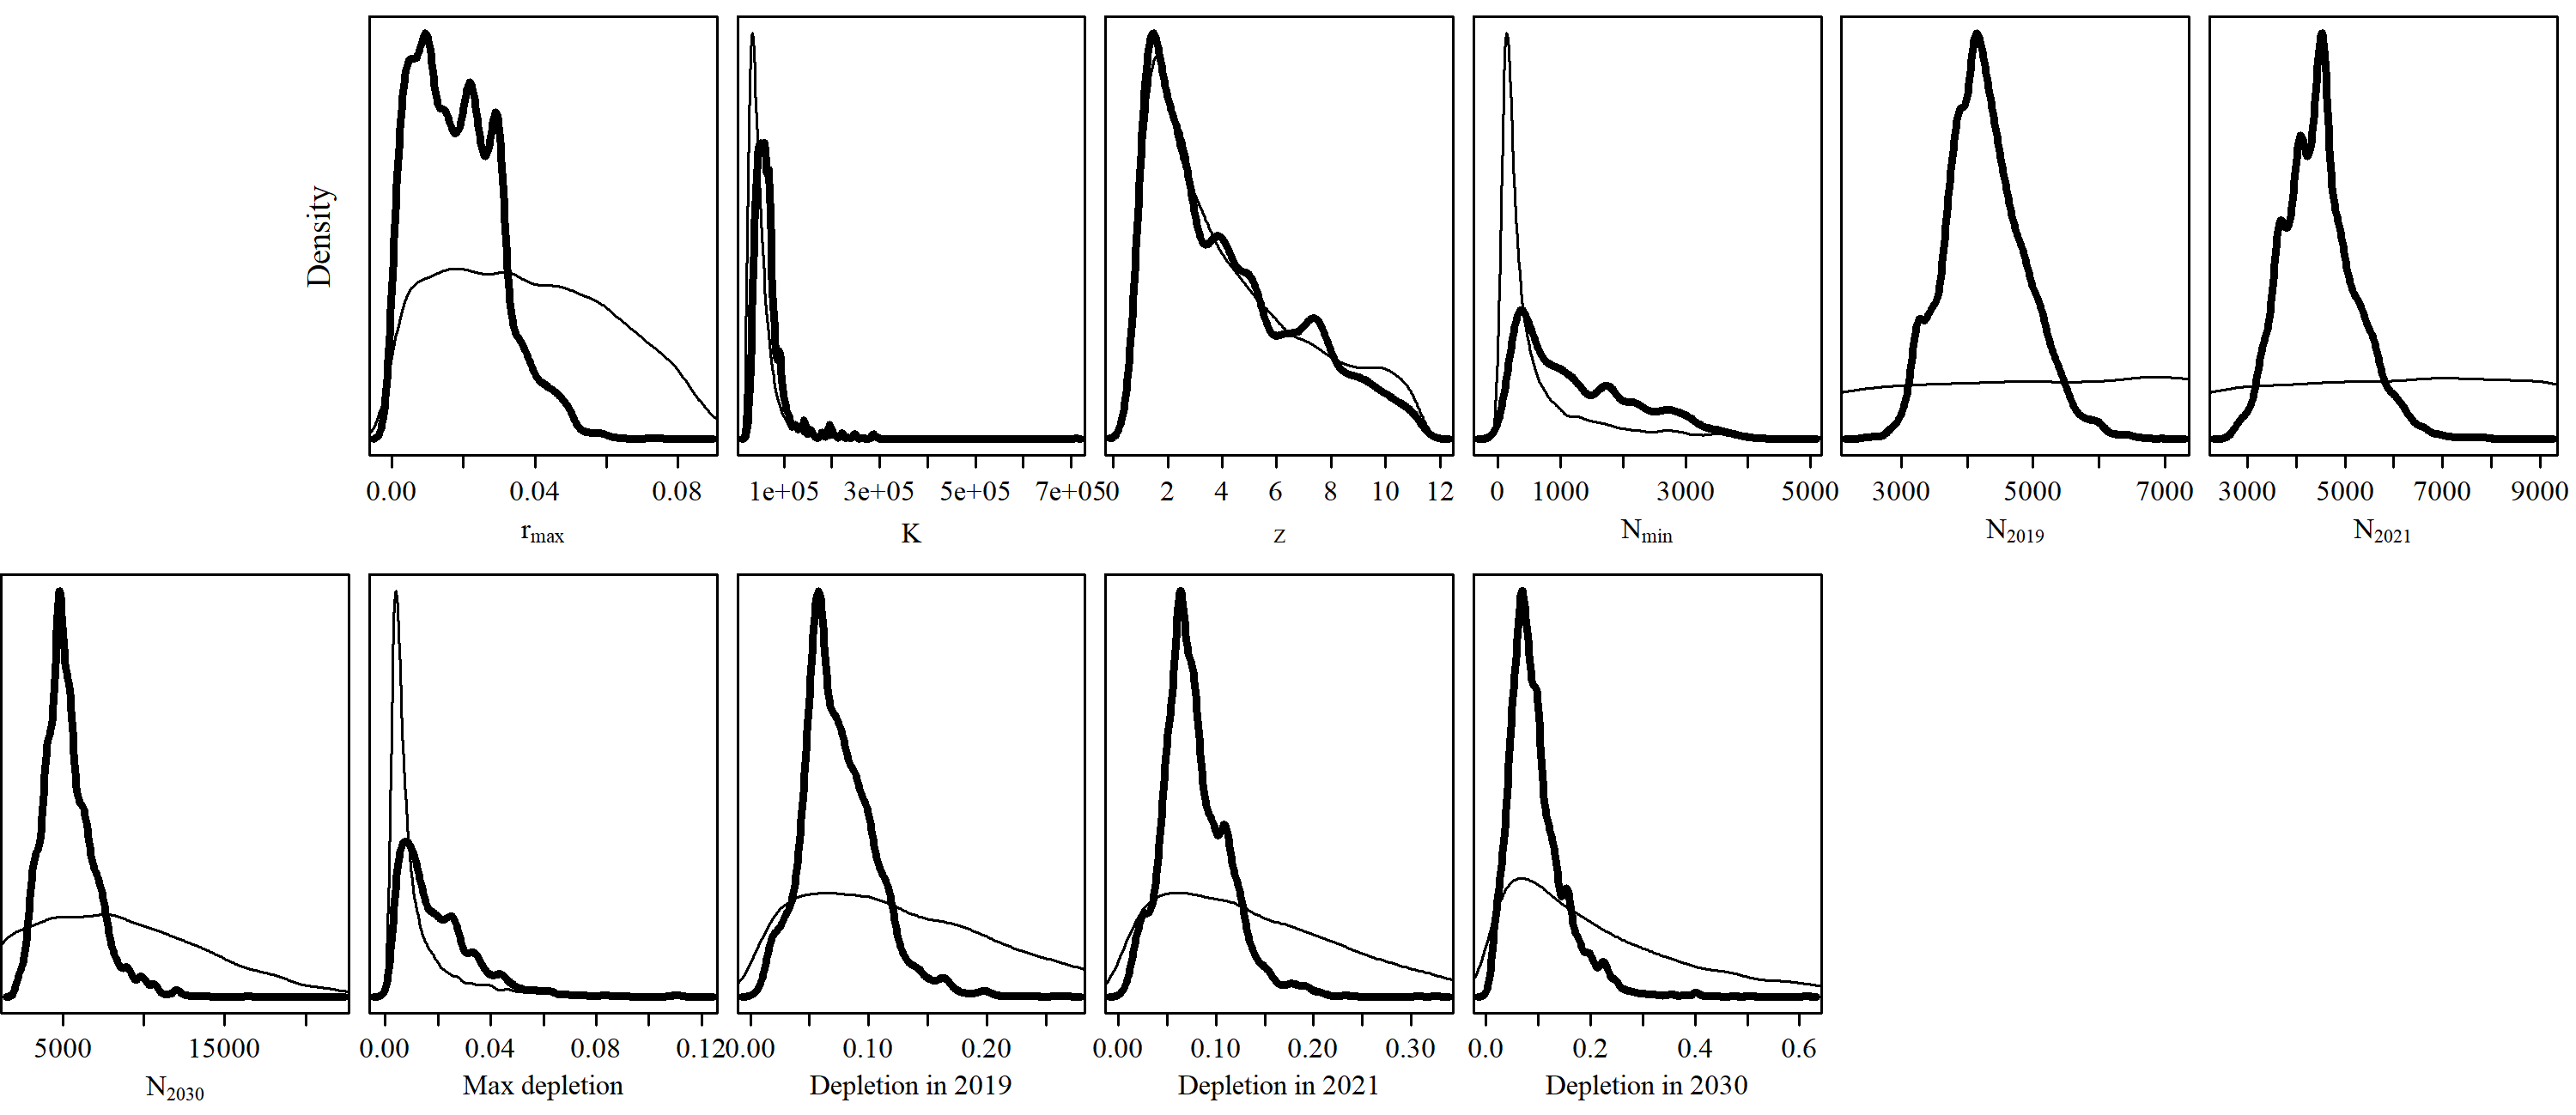 Density
0.00 0.04 0.08
r_max
1e+05 3e+05 5e+05 7e+05
K
0 2 4 6 8 10 12
z
0 1000 3000 5000
N_min
3000 5000 7000
N_2019
3000 5000 7000 9000
N_2021
5000 15000
N_2030
0.00 0.04 0.08 0.12
Max depletion
0.00 0.10 0.20
Depletion in 2019
0.00 0.10 0.20 0.30
Depletion in 2021
0.0 0.2 0.4 0.6
Depletion in 2030